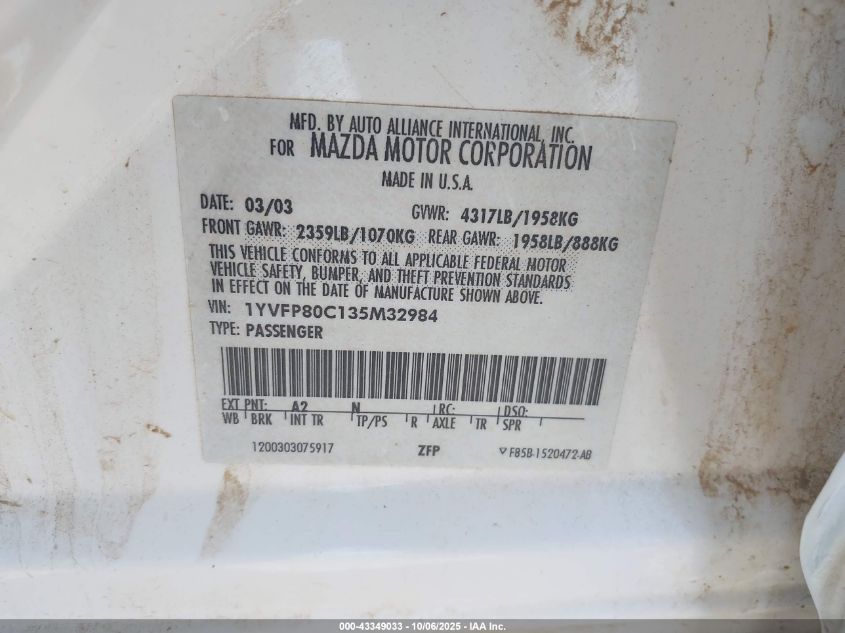 MFD. BY AUTO ALLIANCE INTERNATIONAL, INC.
FOR MAZDA MOTOR CORPORATION
MADE IN U.S.A.
DATE: 03/03 GVWR: 4317LB/1958KG
FRONT GAWR: 2359LB/1070KG REAR GAWR: 1958LB/888KG
THIS VEHICLE CONFORMS TO ALL APPLICABLE FEDERAL MOTOR
VEHICLE SAFETY, BUMPER, AND THEFT PREVENTION STANDARDS
IN EFFECT ON THE DATE OF MANUFACTURE SHOWN ABOVE.
VIN: 1YVFP80C135M32984
TYPE: PASSENGER
EXT PNT: A2 N RC: DSO:
WB BRK INT TR TP/PS R AXLE TR SPR
1200303075917 ZFP F85B-1520472-AB
000-43349033 - 10/06/2025 - IAA Inc.